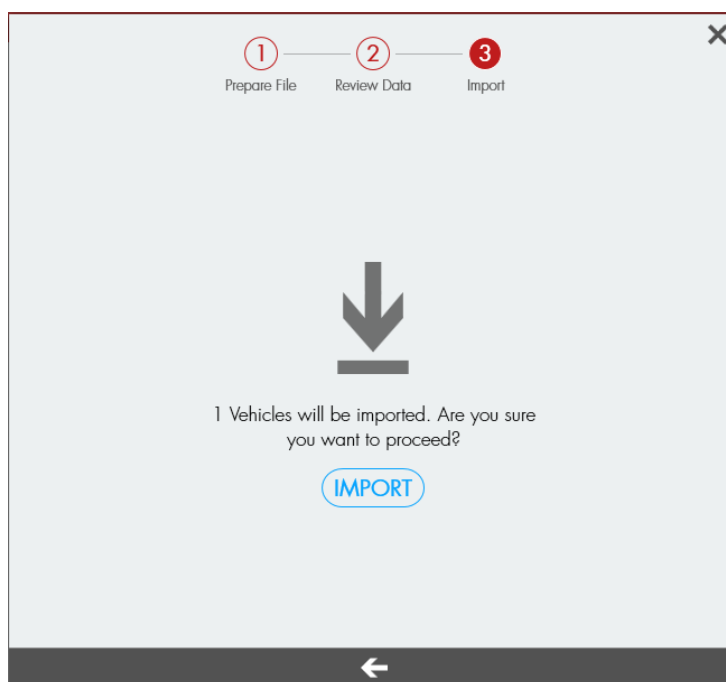 1 2 3
Prepare File Review Data Import
1 Vehicles will be imported. Are you sure
you want to proceed?
IMPORT